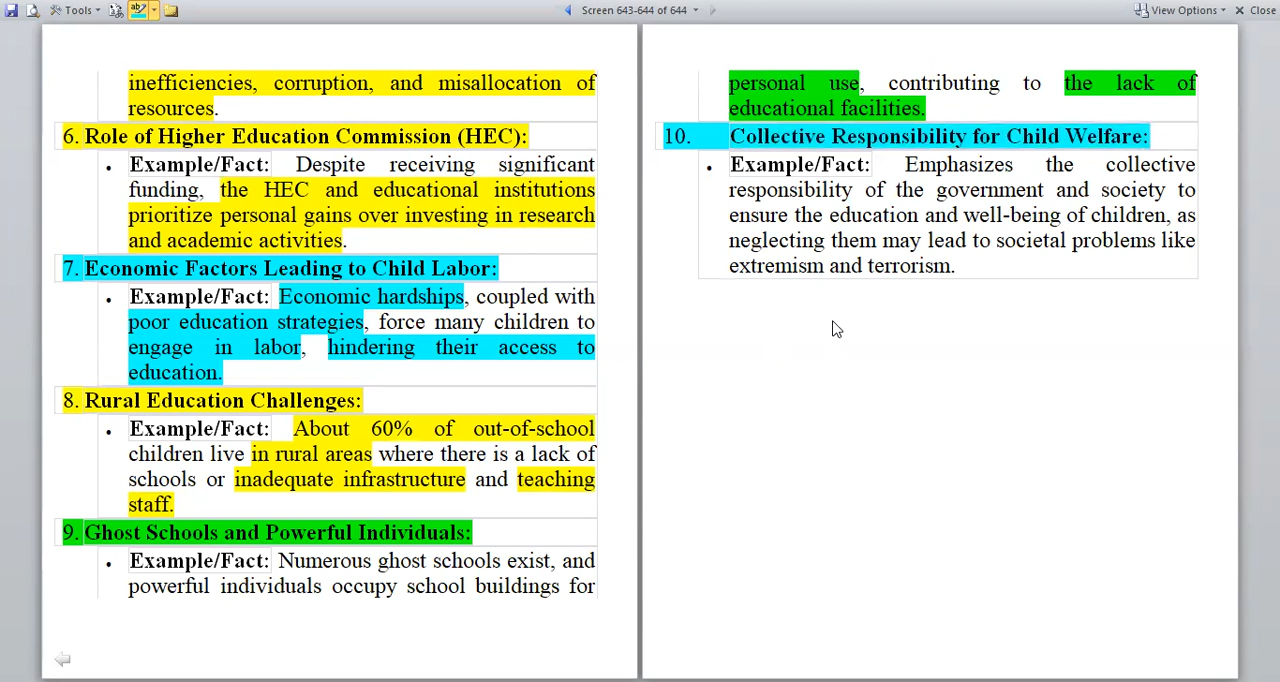 Tools
Screen 643-644 of 644
View Options
Close
inefficiencies, corruption, and misallocation of
resources.
6. Role of Higher Education Commission (HEC):
• Example/Fact: Despite receiving significant
funding, the HEC and educational institutions
prioritize personal gains over investing in research
and academic activities.
7. Economic Factors Leading to Child Labor:
• Example/Fact: Economic hardships, coupled with
poor education strategies, force many children to
engage in labor, hindering their access to
education.
8. Rural Education Challenges:
• Example/Fact: About 60% of out-of-school
children live in rural areas where there is a lack of
schools or inadequate infrastructure and teaching
staff.
9. Ghost Schools and Powerful Individuals:
• Example/Fact: Numerous ghost schools exist, and
powerful individuals occupy school buildings for
personal use, contributing to the lack of
educational facilities.
10. Collective Responsibility for Child Welfare:
• Example/Fact: Emphasizes the collective
responsibility of the government and society to
ensure the education and well-being of children, as
neglecting them may lead to societal problems like
extremism and terrorism.